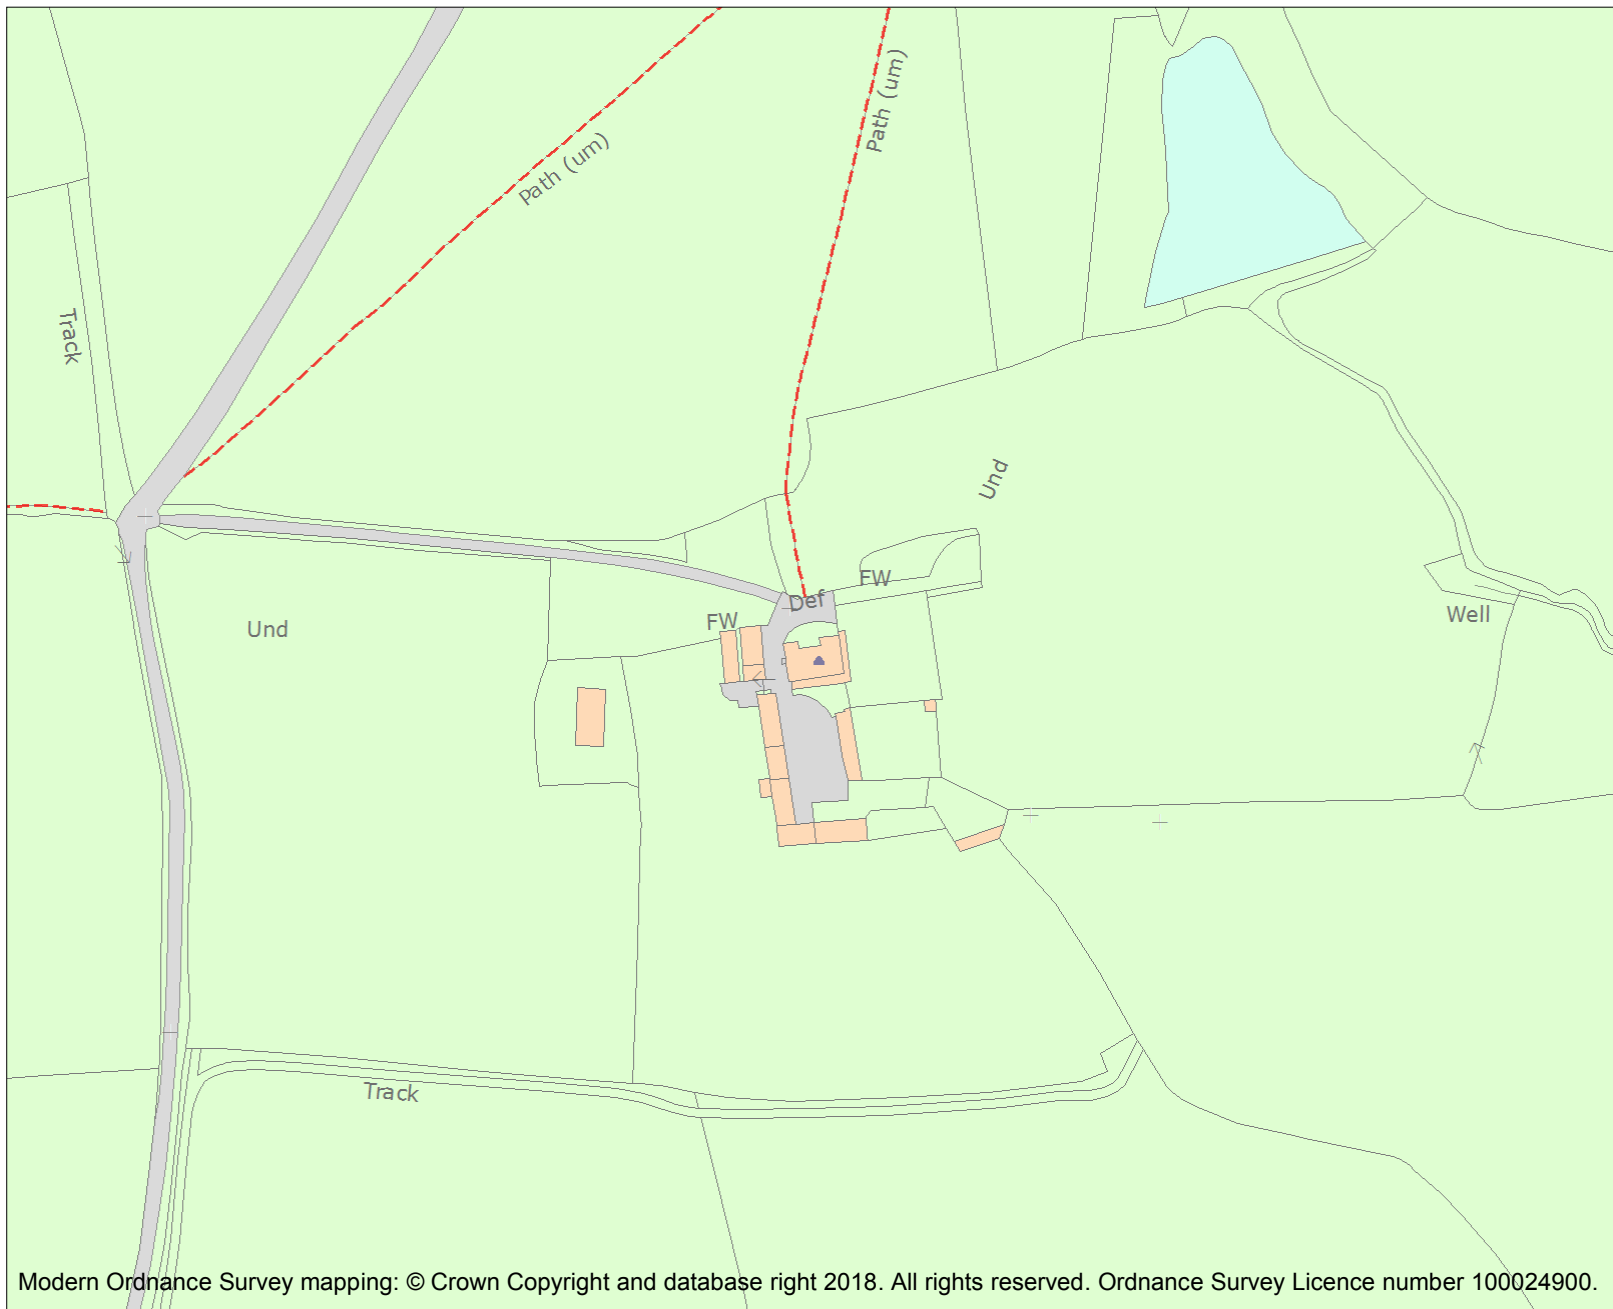 Path (um)
Path (um)
Track
Und
Def
FW
FW
Und
Well
Track
Modern Ordnance Survey mapping: © Crown Copyright and database right 2018. All rights reserved. Ordnance Survey Licence number 100024900.